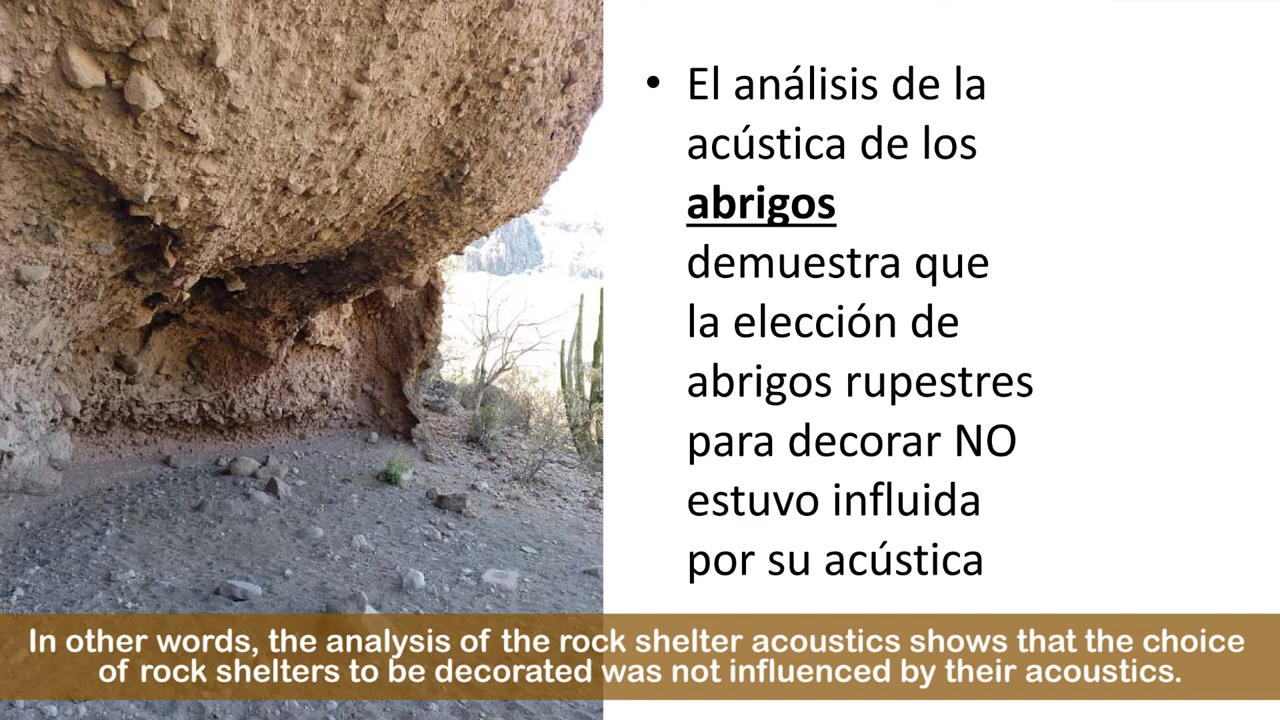 • El análisis de la
acústica de los
abrigos
demuestra que
la elección de
abrigos rupestres
para decorar NO
estuvo influida
por su acústica
In other words, the analysis of the rock shelter acoustics shows that the choice
of rock shelters to be decorated was not influenced by their acoustics.